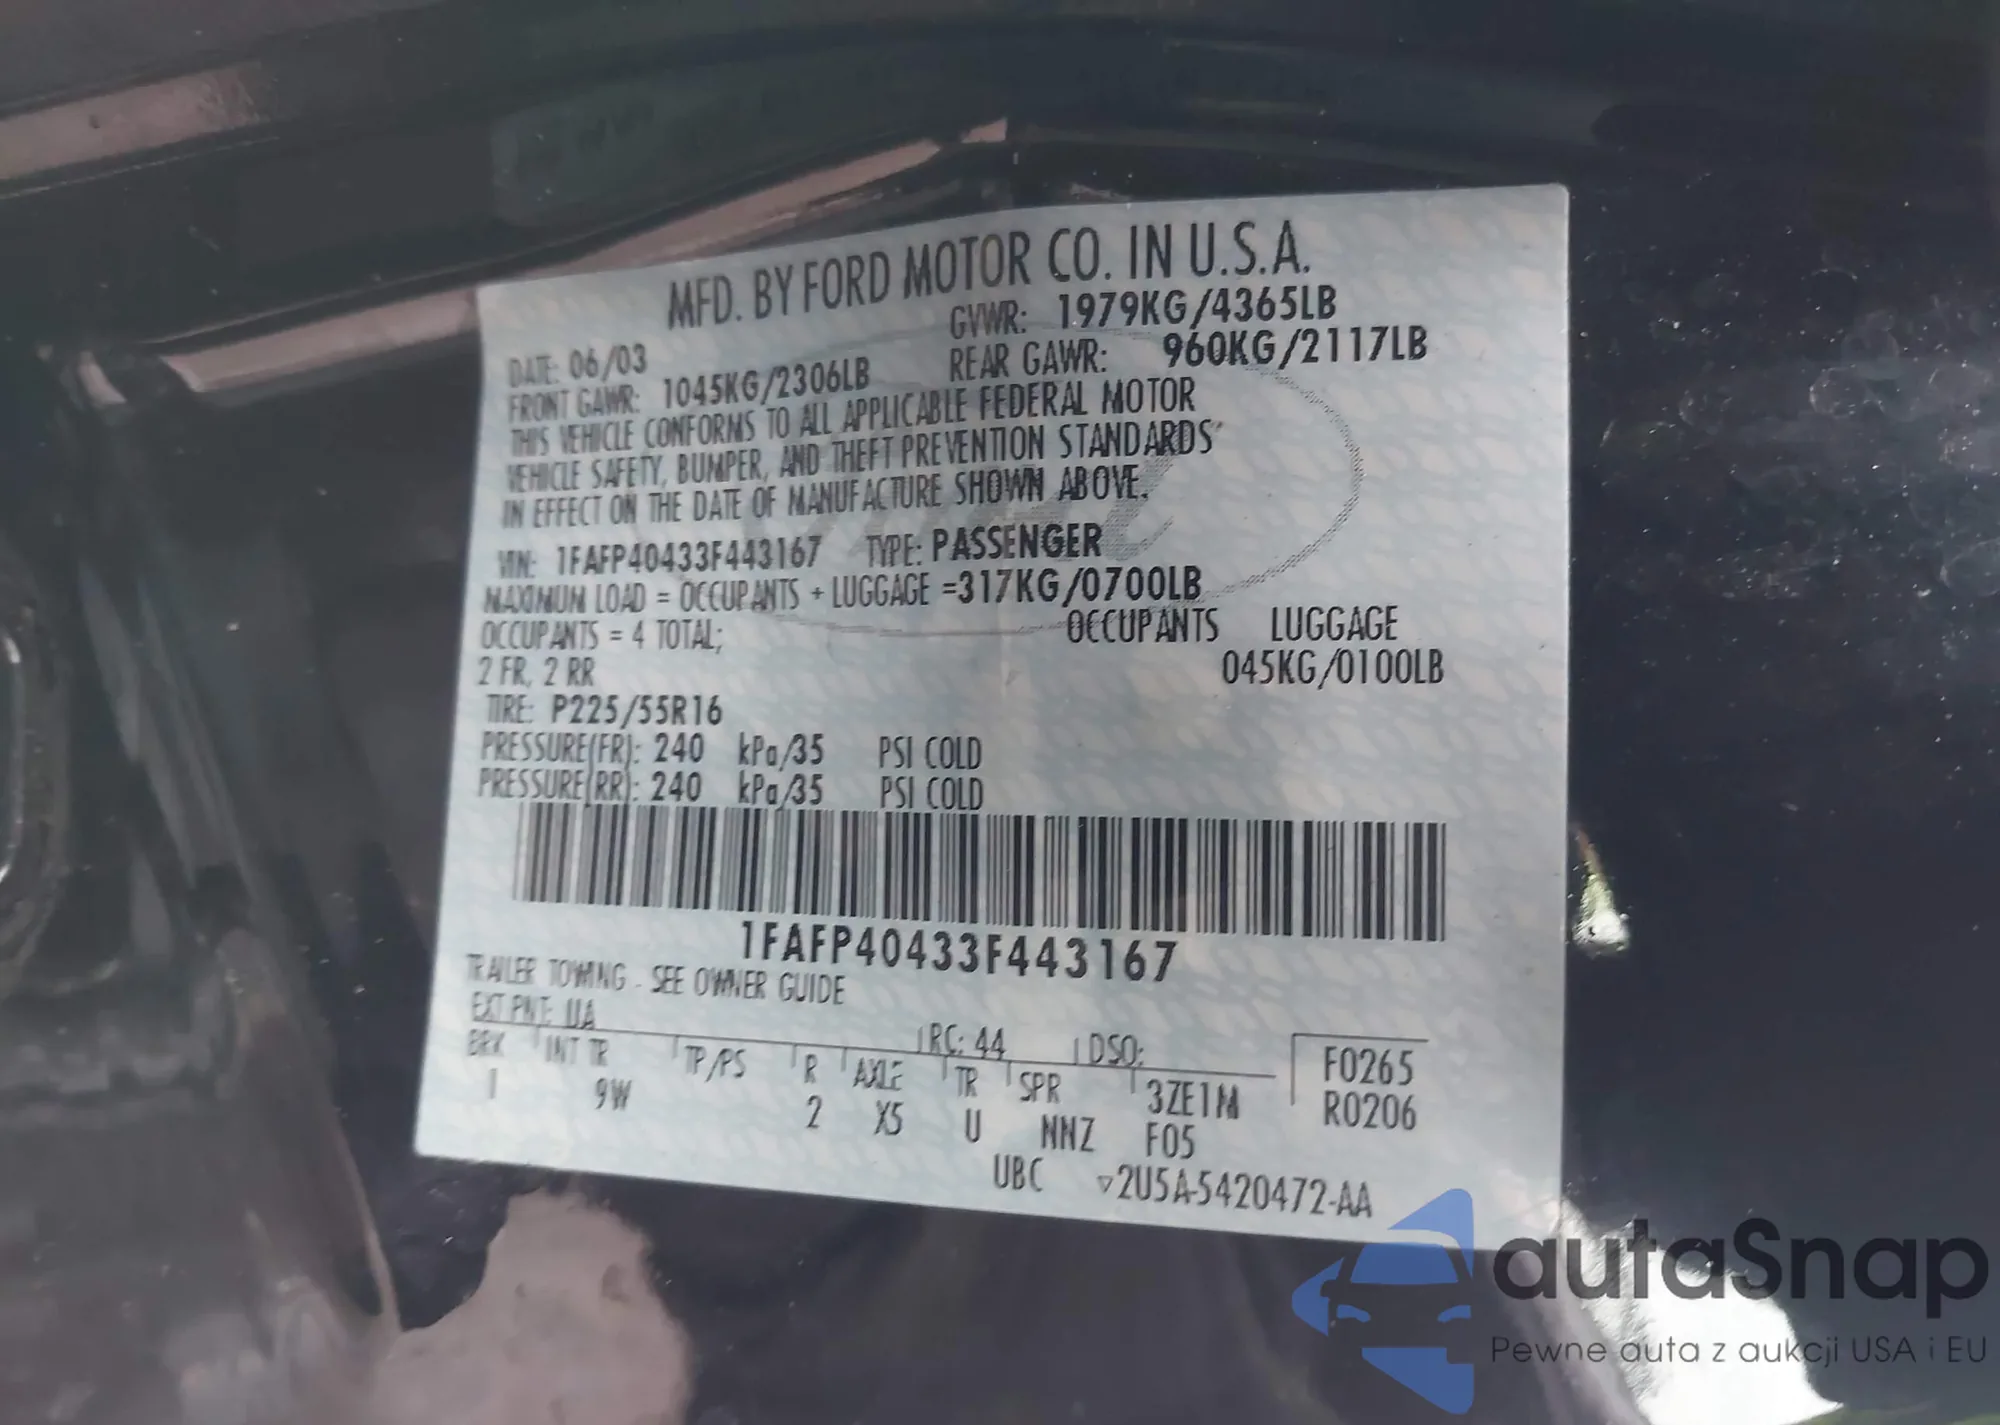 MFD. BY FORD MOTOR CO. IN U.S.A.
DATE: 06/03 GVWR: 1979KG/4365LB
FRONT GAWR: 1045KG/2306LB REAR GAWR: 960KG/2117LB
THIS VEHICLE CONFORMS TO ALL APPLICABLE FEDERAL MOTOR
VEHICLE SAFETY, BUMPER, AND THEFT PREVENTION STANDARDS
IN EFFECT ON THE DATE OF MANUFACTURE SHOWN ABOVE.
VIN: 1FAFP40433F443167 TYPE: PASSENGER
MAXIMUM LOAD = OCCUPANTS + LUGGAGE =317KG/0700LB
OCCUPANTS = 4 TOTAL; OCCUPANTS LUGGAGE
2 FR, 2 RR 045KG/0100LB
TIRE: P225/55R16
PRESSURE(FR): 240 kPa/35 PSI COLD
PRESSURE(RR): 240 kPa/35 PSI COLD
1FAFP40433F443167
TRAILER TOWING - SEE OWNER GUIDE
EXT PNT: UA RC: 44 DSO: F0265
BRK INT TR TP/PS R AXLE TR SPR 3ZE1M R0206
1 9W 2 X5 U NNZ F05
UBC ▽2U5A-5420472-AA
autaSnap
Pewne auta z aukcji USA i EU